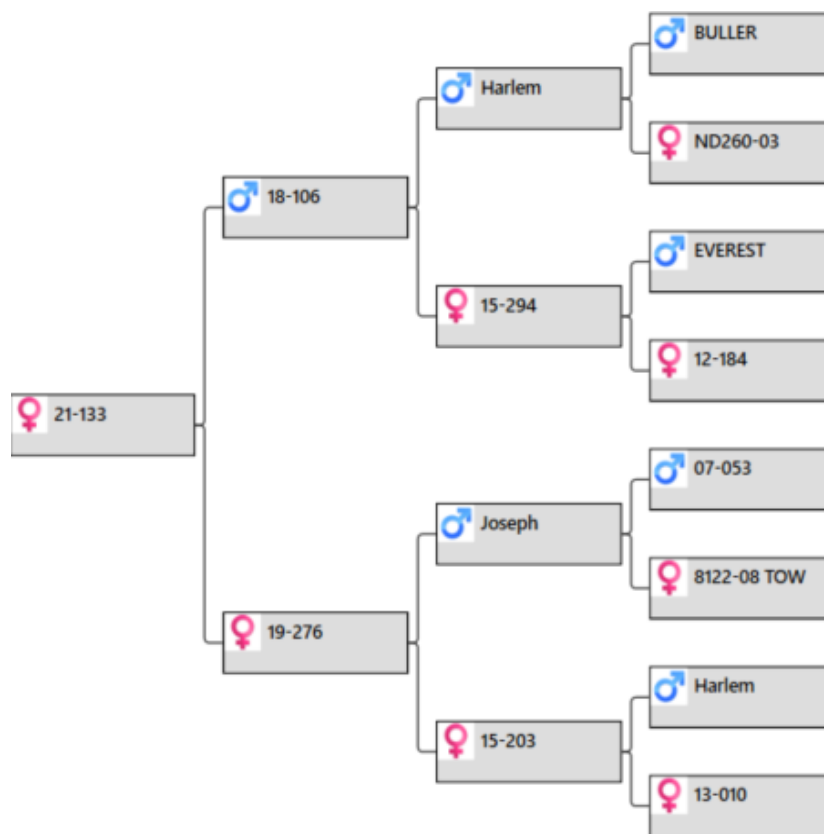 BULLER
Harlem
ND260-03
18-106
EVEREST
15-294
12-184
21-133
07-053
Joseph
8122-08 TOW
19-276
Harlem
15-203
13-010